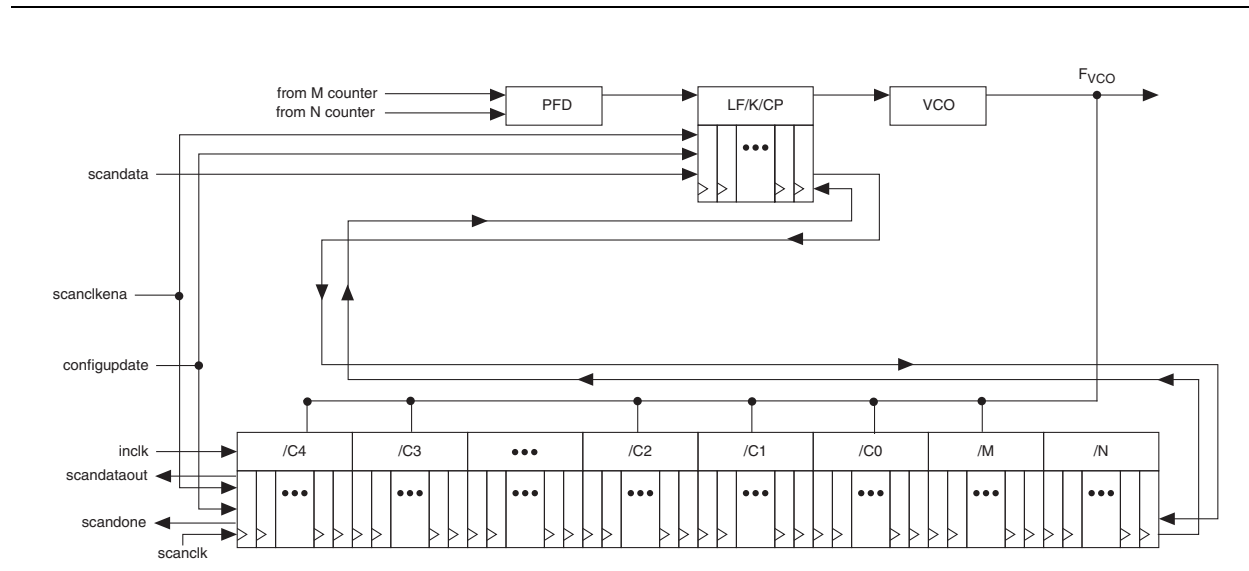 F_VCO
from M counter
from N counter
PFD
LF/K/CP
VCO
scandata
scanclkena
configupdate
inclk
/C4
/C3
/C2
/C1
/C0
/M
/N
scandataout
scandone
scanclk